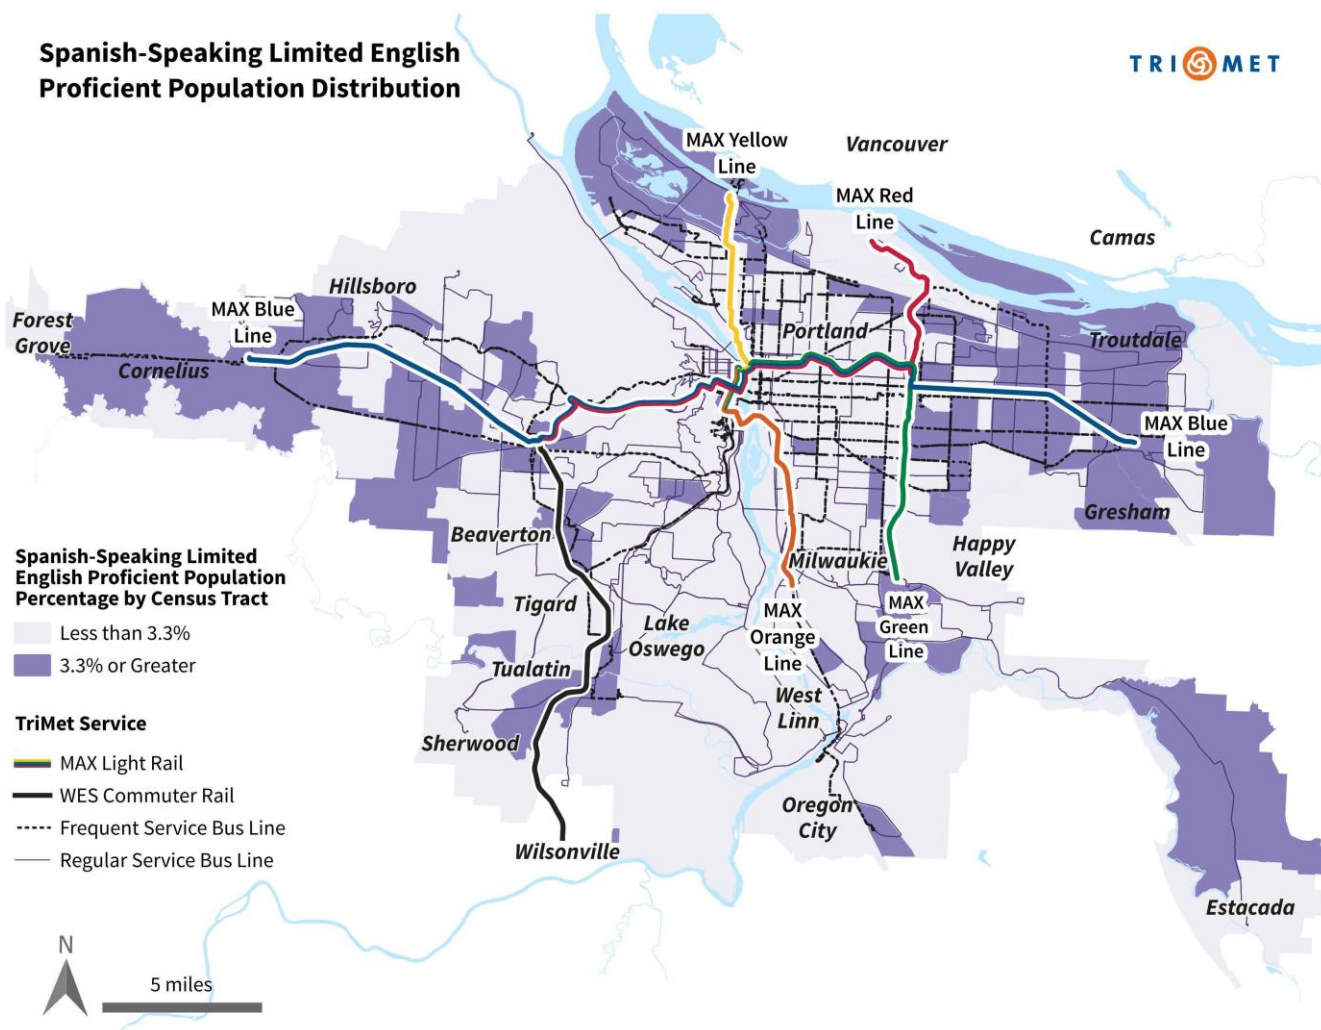 Spanish-Speaking Limited English
Proficient Population Distribution
TRIMET
MAX Yellow
Line
Vancouver
MAX Red
Line
Camas
Hillsboro
MAX Blue
Line
Forest
Grove
Cornelius
Portland
Troutdale
MAX Blue
Line
Gresham
Beaverton
Happy
Valley
Milwaukie
Tigard
Lake
Oswego
MAX
Orange
Line
MAX
Green
Line
Tualatin
West
Linn
Sherwood
Oregon
City
Wilsonville
Estacada
Spanish-Speaking Limited
English Proficient Population
Percentage by Census Tract
Less than 3.3%
3.3% or Greater
TriMet Service
MAX Light Rail
WES Commuter Rail
Frequent Service Bus Line
Regular Service Bus Line
N
5 miles